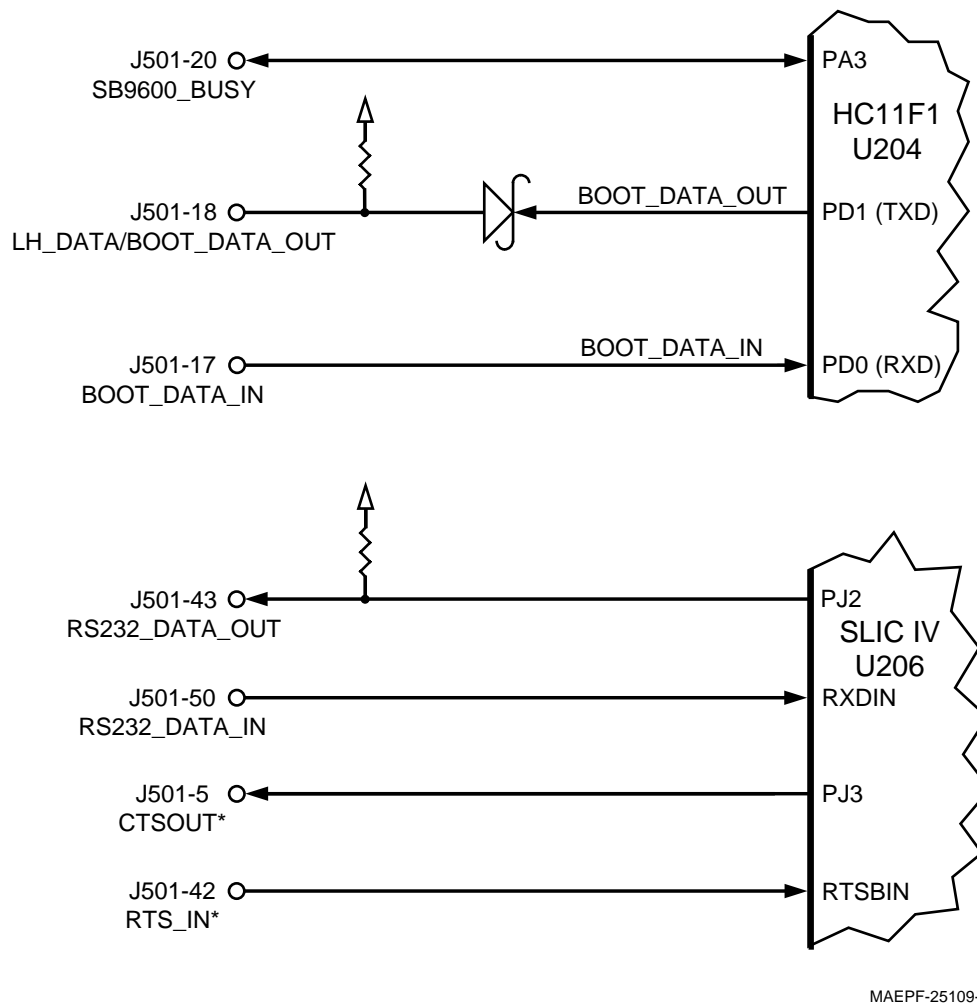 J501-20
SB9600_BUSY
PA3
HC11F1
U204
J501-18
LH_DATA/BOOT_DATA_OUT
BOOT_DATA_OUT
PD1 (TXD)
J501-17
BOOT_DATA_IN
BOOT_DATA_IN
PD0 (RXD)
J501-43
RS232_DATA_OUT
PJ2
SLIC IV
U206
J501-50
RS232_DATA_IN
RXDIN
J501-5
CTSOUT*
PJ3
J501-42
RTS_IN*
RTSBIN
MAEPF-25109-